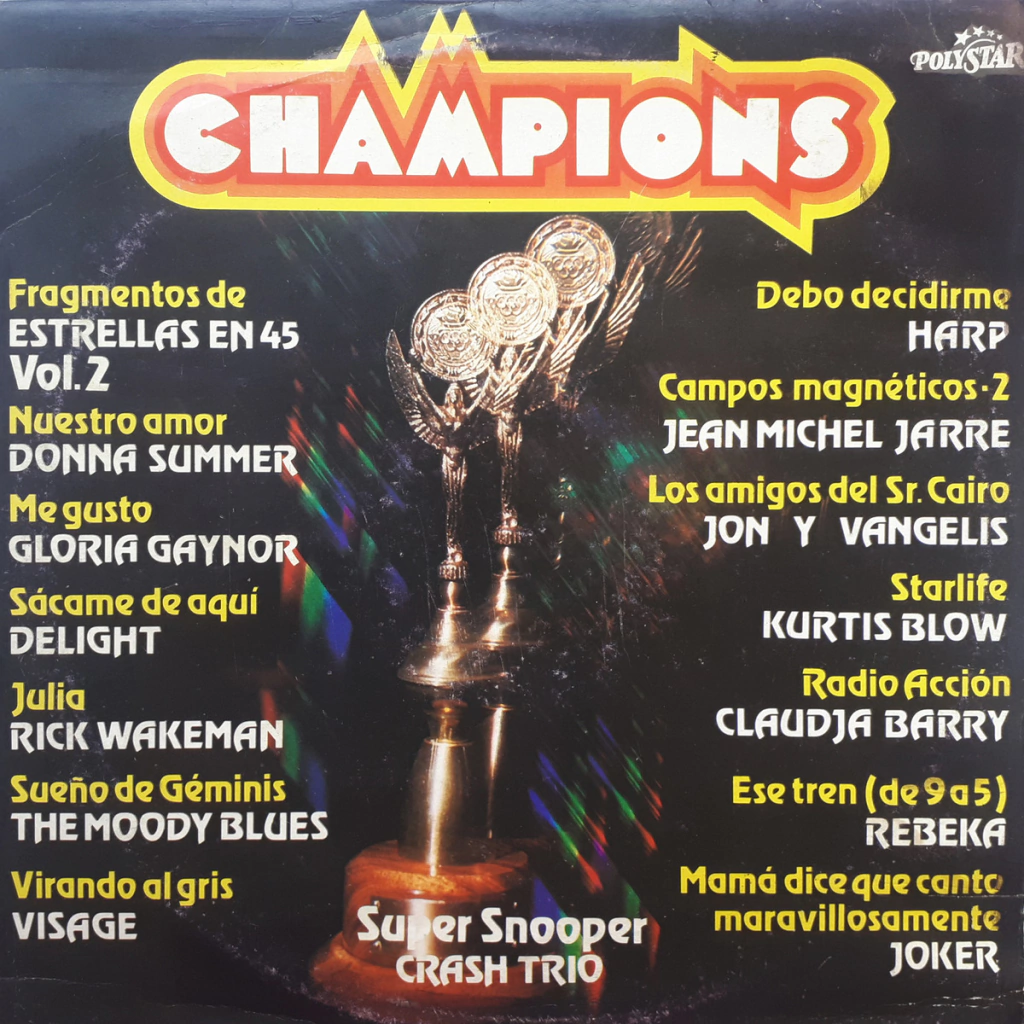 POLYSTAR
CHAMPIONS
Fragmentos de
ESTRELLAS EN 45
Vol. 2
Nuestro amor
DONNA SUMMER
Me gusto
GLORIA GAYNOR
Sácame de aquí
DELIGHT
Julia
RICK WAKEMAN
Sueño de Géminis
THE MOODY BLUES
Virando al gris
VISAGE
Super Snooper
CRASH TRIO
Debo decidirme
HARP
Campos magnéticos-2
JEAN MICHEL JARRE
Los amigos del Sr. Cairo
JON Y VANGELIS
Starlife
KURTIS BLOW
Radio Acción
CLAUDJA BARRY
Ese tren (de 9 a 5)
REBEKA
Mamá dice que canto
maravillosamente
JOKER